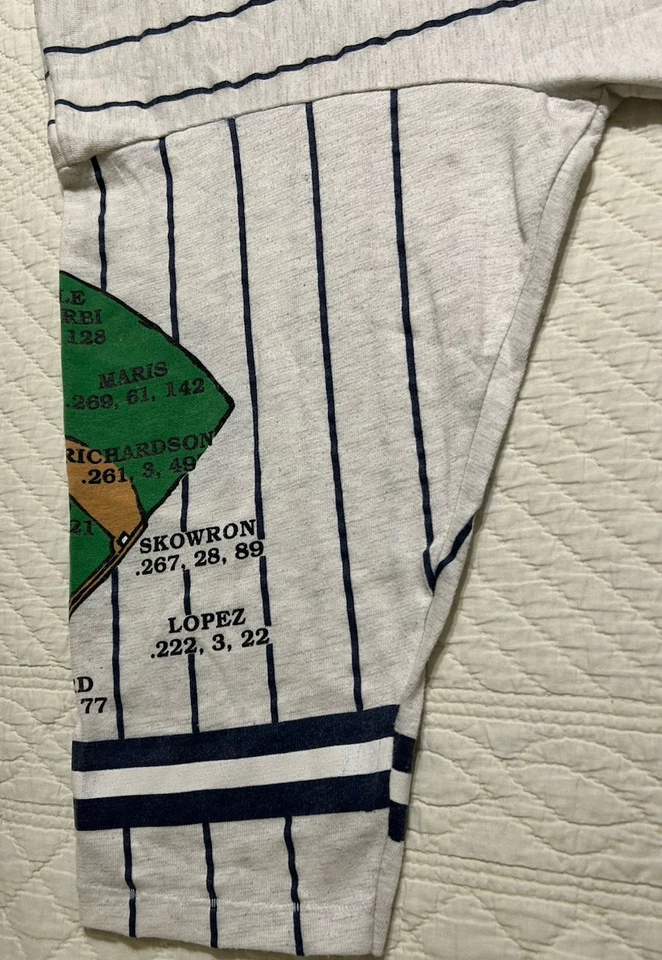 LE
RBI
128
MARIS
.269, 61, 142
RICHARDSON
.261, 3, 49
21
SKOWRON
.267, 28, 89
LOPEZ
.222, 3, 22
RD
77